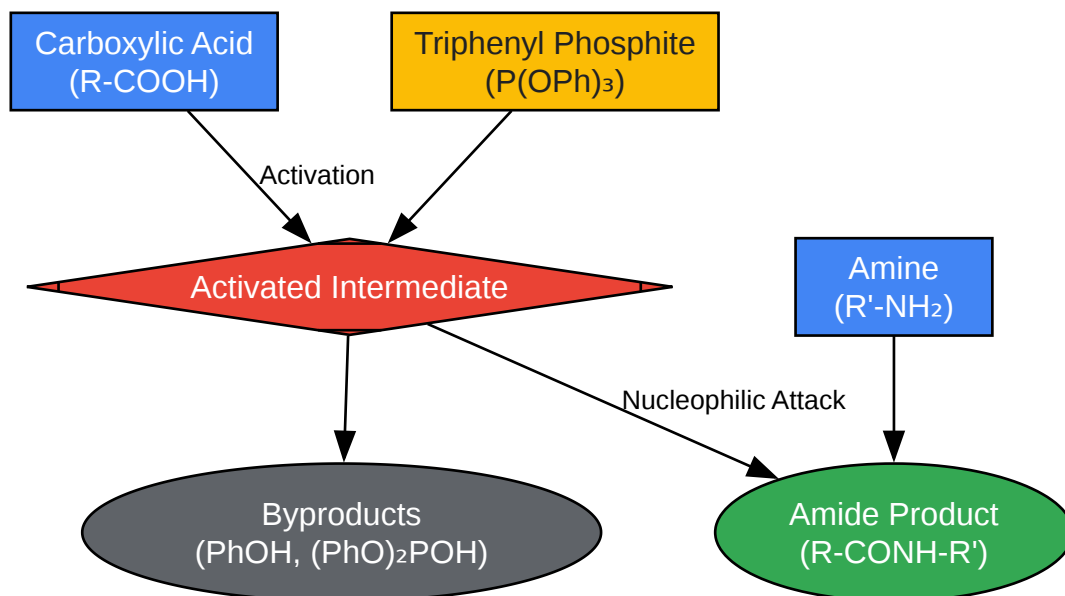 Carboxylic Acid
(R-COOH)
Triphenyl Phosphite
(P(OPh)₃)
Activation
Activated Intermediate
Amine
(R'-NH₂)
Nucleophilic Attack
Byproducts
(PhOH, (PhO)₂POH)
Amide Product
(R-CONH-R')